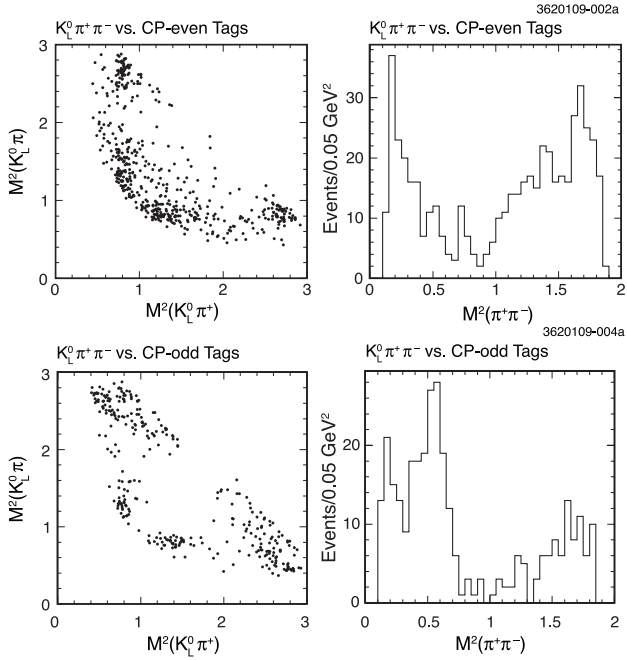 3620109-002a
K⁰_L π⁺ π⁻ vs. CP-even Tags
K⁰_L π⁺ π⁻ vs. CP-even Tags
3
2
1
0
M²(K⁰_L π)
1
2
3
M²(K⁰_L π⁺)
30
20
10
0
Events/0.05 GeV²
0.5
1
1.5
2
M²(π⁺π⁻)
3620109-004a
K⁰_L π⁺ π⁻ vs. CP-odd Tags
K⁰_L π⁺ π⁻ vs. CP-odd Tags
3
2
1
0
M²(K⁰_L π)
0
1
2
3
M²(K⁰_L π⁺)
20
10
0
Events/0.05 GeV²
0
0.5
1
1.5
2
M²(π⁺π⁻)